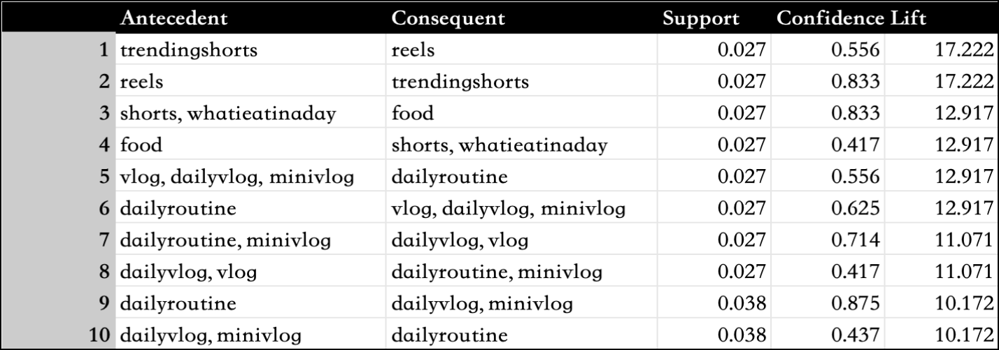 Antecedent Consequent Support Confidence Lift
1 trendingshorts reels 0.027 0.556 17.222
2 reels trendingshorts 0.027 0.833 17.222
3 shorts, whatieatinaday food 0.027 0.833 12.917
4 food shorts, whatieatinaday 0.027 0.417 12.917
5 vlog, dailyvlog, minivlog dailyroutine 0.027 0.556 12.917
6 dailyroutine vlog, dailyvlog, minivlog 0.027 0.625 12.917
7 dailyroutine, minivlog dailyvlog, vlog 0.027 0.714 11.071
8 dailyvlog, vlog dailyroutine, minivlog 0.027 0.417 11.071
9 dailyroutine dailyvlog, minivlog 0.038 0.875 10.172
10 dailyvlog, minivlog dailyroutine 0.038 0.437 10.172